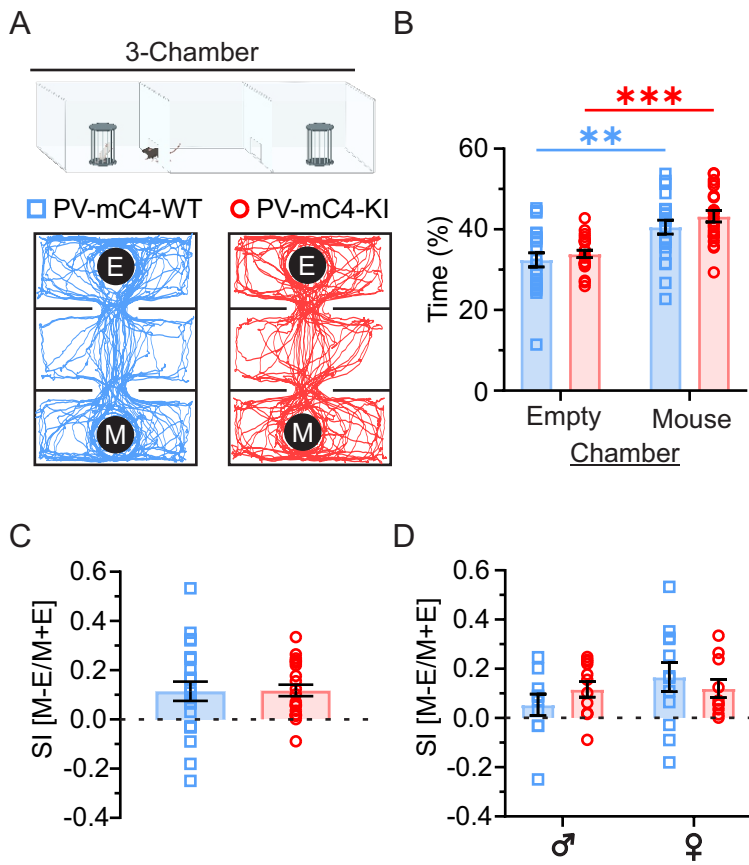 A
3-Chamber
PV-mC4-WT
PV-mC4-KI
E
E
M
M
B
***
**
Time (%)
60
40
20
0
Empty
Mouse
Chamber
C
SI [M-E/M+E]
0.6
0.4
0.2
0.0
-0.2
-0.4
D
SI [M-E/M+E]
0.6
0.4
0.2
0.0
-0.2
-0.4
♂
♀